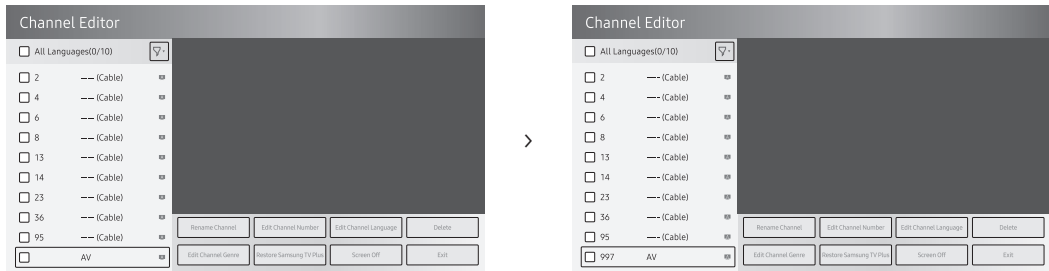 Channel Editor
All Languages(0/10)
2 –– (Cable)
4 –– (Cable)
6 –– (Cable)
8 –– (Cable)
13 –– (Cable)
14 –– (Cable)
23 –– (Cable)
36 –– (Cable)
95 –– (Cable)
AV
Rename Channel Edit Channel Number Edit Channel Language Delete
Edit Channel Genre Restore Samsung TV Plus Screen Off Exit
>
Channel Editor
All Languages(0/10)
2 –- (Cable)
4 –- (Cable)
6 –- (Cable)
8 –- (Cable)
13 –- (Cable)
14 –- (Cable)
23 –- (Cable)
36 –- (Cable)
95 –- (Cable)
997 AV
Rename Channel Edit Channel Number Edit Channel Language Delete
Edit Channel Genre Restore Samsung TV Plus Screen Off Exit